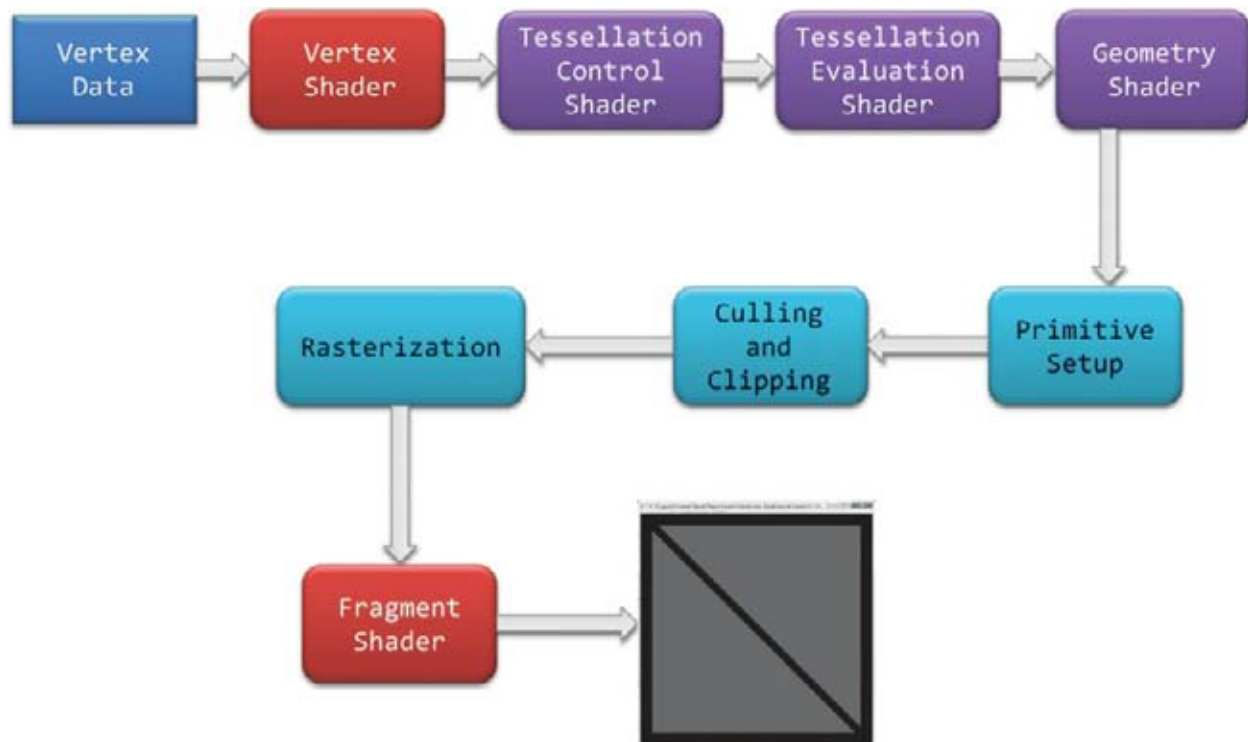 Vertex
Data
Vertex
Shader
Tessellation
Control
Shader
Tessellation
Evaluation
Shader
Geometry
Shader
Primitive
Setup
Culling
and
Clipping
Rasterization
Fragment
Shader